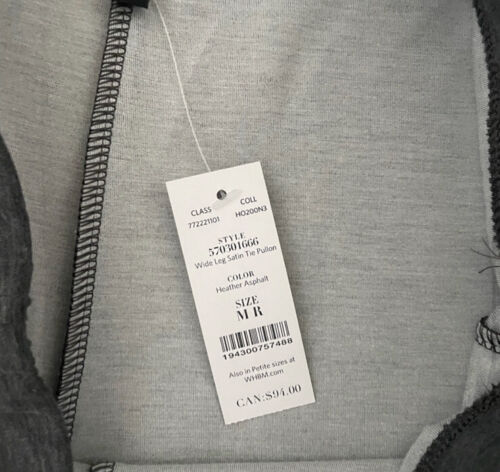 CLASS COLL
772221101 HO200N3
STYLE
570301666
Wide Leg Satin Tie Pullon
COLOR
Heather Asphalt
SIZE
M R
194300757488
Also in Petite sizes at
WHBM.com
CAN:$94.00